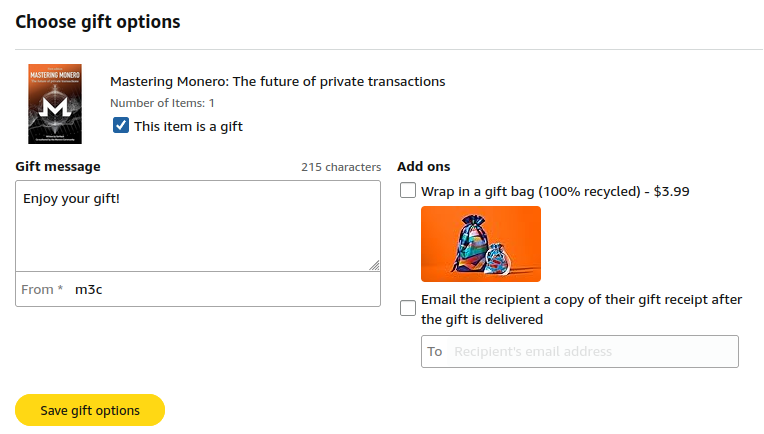 Choose gift options
MASTERING MONERO
Mastering Monero: The future of private transactions
Number of Items: 1
This item is a gift
Gift message
215 characters
Enjoy your gift!
From * m3c
Add ons
Wrap in a gift bag (100% recycled) - $3.99
Email the recipient a copy of their gift receipt after
the gift is delivered
To Recipient's email address
Save gift options